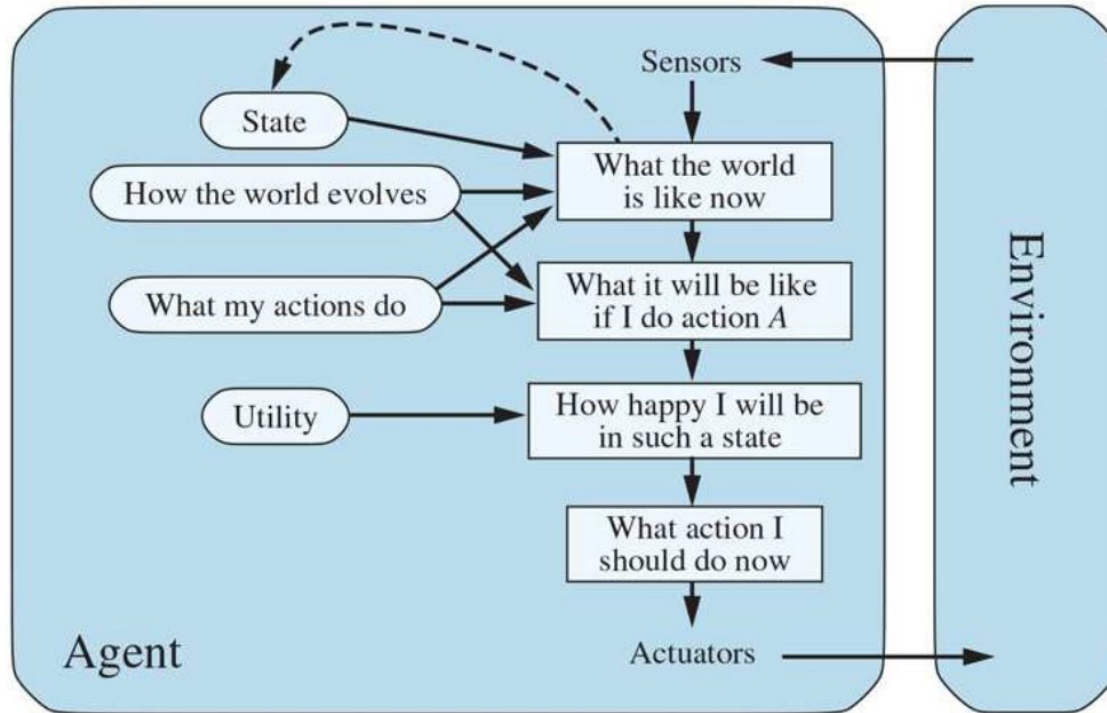 Sensors
State
What the world
is like now
How the world evolves
What my actions do
What it will be like
if I do action A
Utility
How happy I will be
in such a state
What action I
should do now
Agent
Actuators
Environment